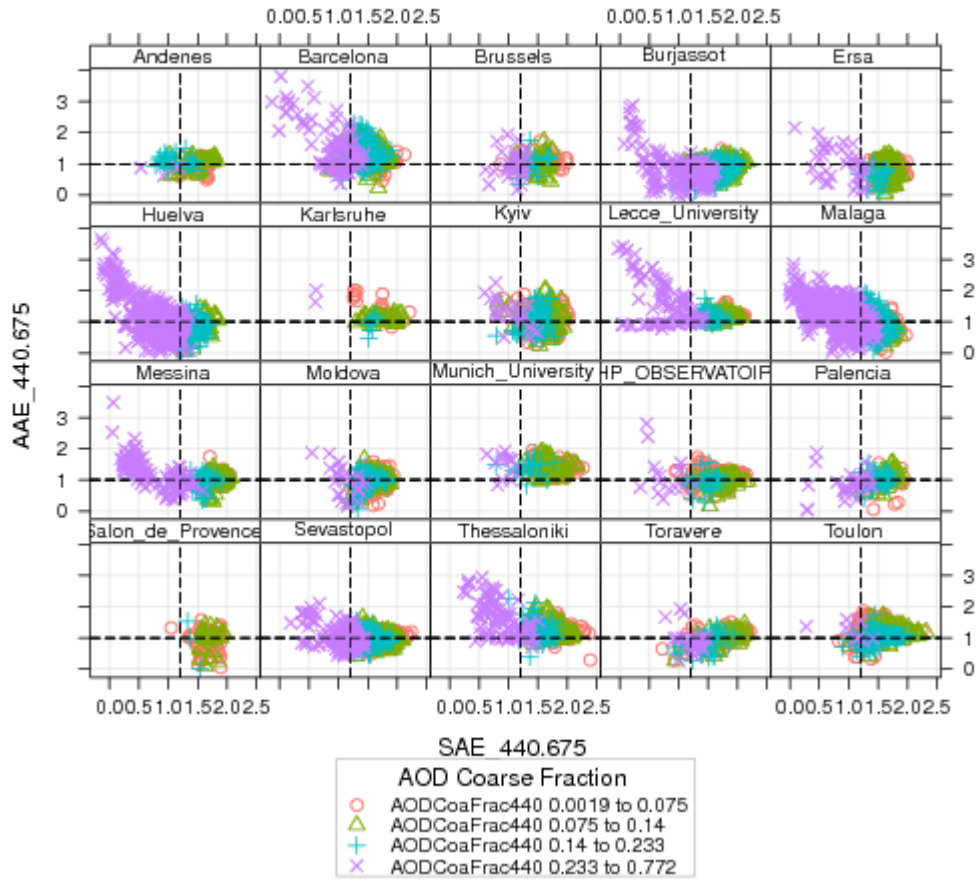 0.00.51.01.52.02.5 0.00.51.01.52.02.5
Andenes Barcelona Brussels Burjassot Ersa
3
2
1
0
Huelva Karlsruhe Kyiv Lecce_University Malaga
3
2
1
0
Messina Moldova Munich_University HP_OBSERVATOIR Palencia
3
2
1
0
Salon_de_Provence Sevastopol Thessaloniki Toravere Toulon
3
2
1
0
AAE_440.675
0.00.51.01.52.02.5 0.00.51.01.52.02.5 0.00.51.01.52.02.5
SAE_440.675
AOD Coarse Fraction
AODCoaFrac440 0.0019 to 0.075
AODCoaFrac440 0.075 to 0.14
AODCoaFrac440 0.14 to 0.233
AODCoaFrac440 0.233 to 0.772